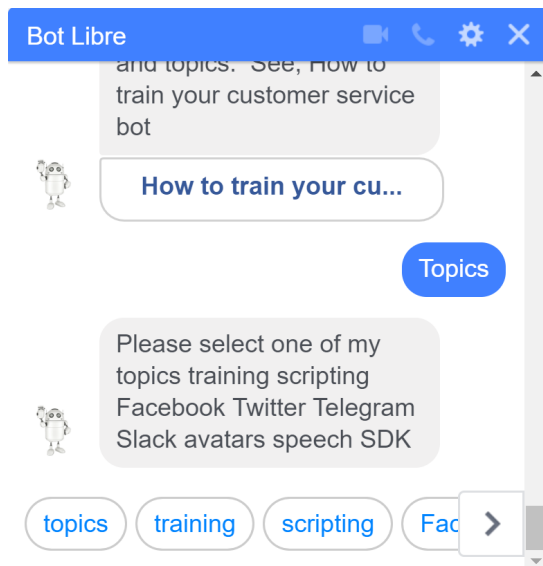 Bot Libre
and topics. See, How to
train your customer service
bot
How to train your cu...
Topics
Please select one of my
topics training scripting
Facebook Twitter Telegram
Slack avatars speech SDK
topics training scripting Fac